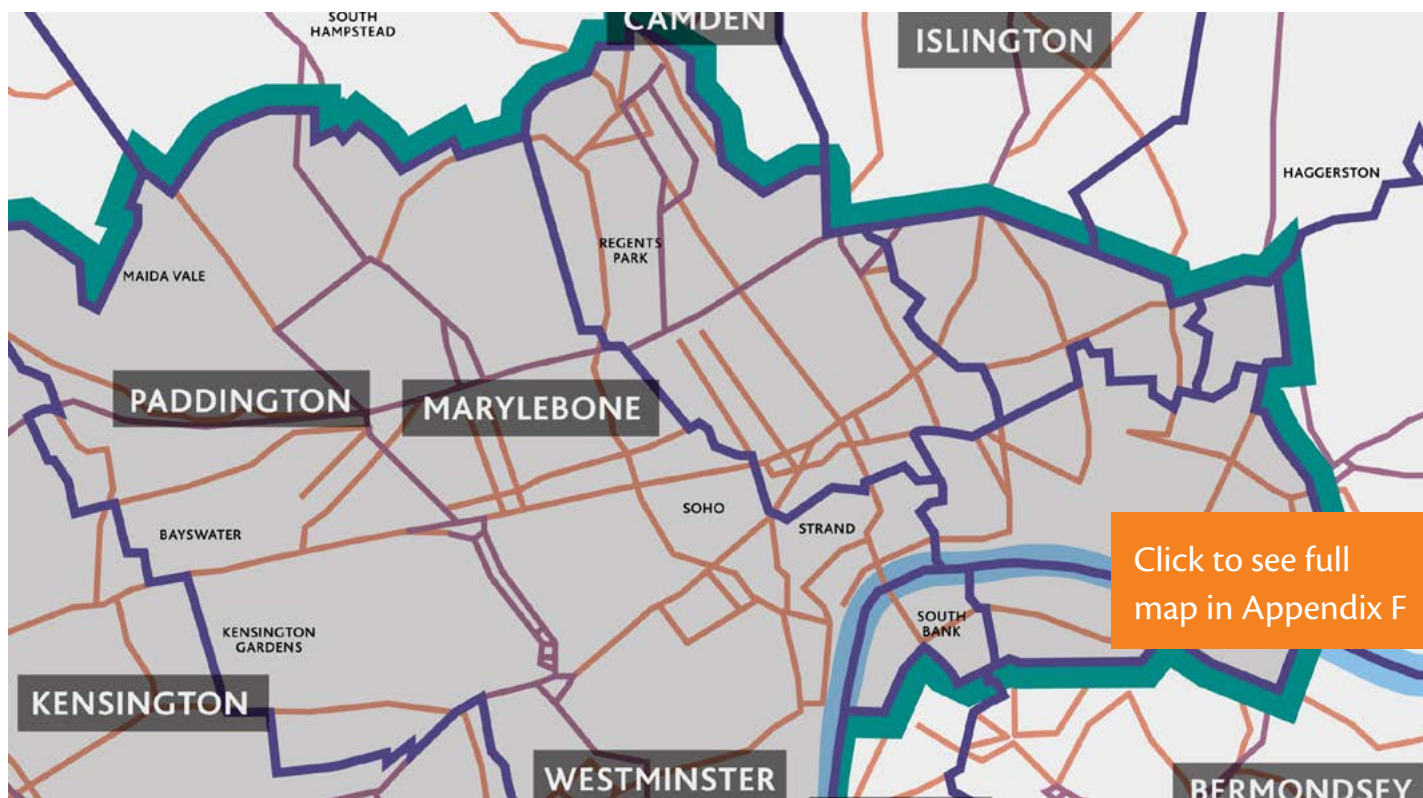 SOUTH
HAMPSTEAD
CAMDEN
ISLINGTON
HAGGERSTON
REGENTS
PARK
MAIDA VALE
PADDINGTON
MARYLEBONE
SOHO
STRAND
BAYSWATER
Click to see full
map in Appendix F
SOUTH
BANK
KENSINGTON
GARDENS
KENSINGTON
WESTMINSTER
BERMONDSEY